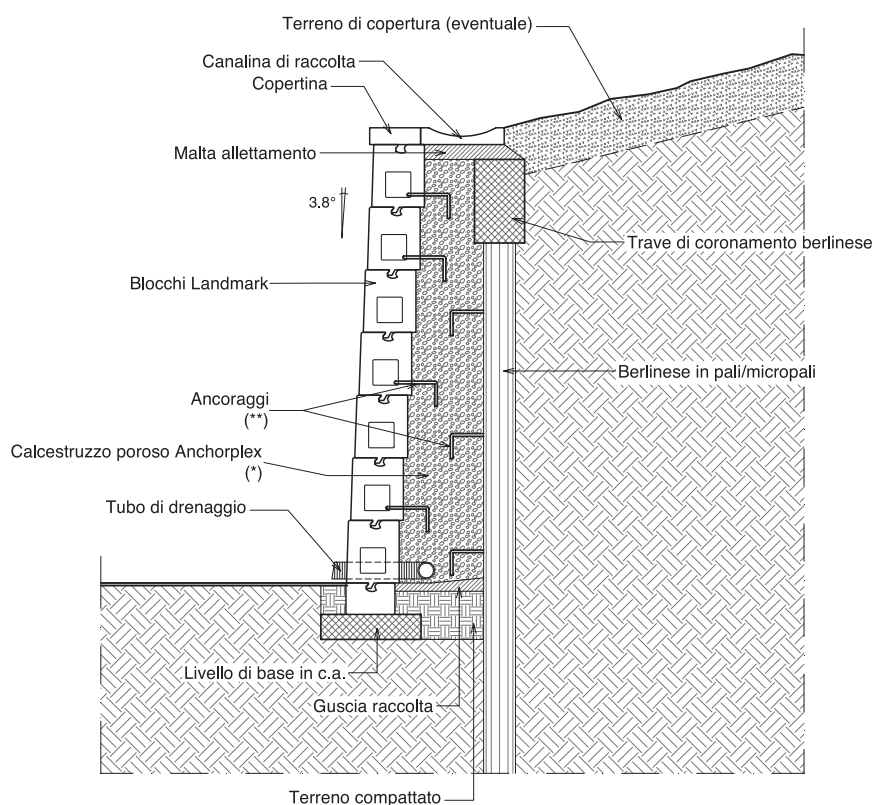 Terreno di copertura (eventuale)
Canalina di raccolta
Copertina
Malta allettamento
3.8°
Trave di coronamento berlinese
Blocchi Landmark
Berlinese in pali/micropali
Ancoraggi
(**)
Calcestruzzo poroso Anchorplex
(*)
Tubo di drenaggio
Livello di base in c.a.
Guscia raccolta
Terreno compattato